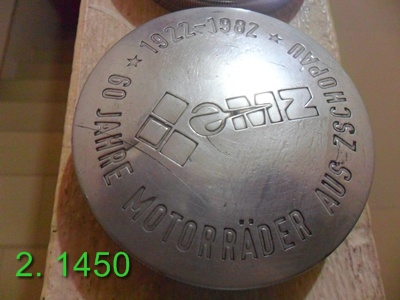 ★ 1922-1982 ★
60 JAHRE MOTORRÄDER AUS ZSCHOPAU
MZ
2. 1450